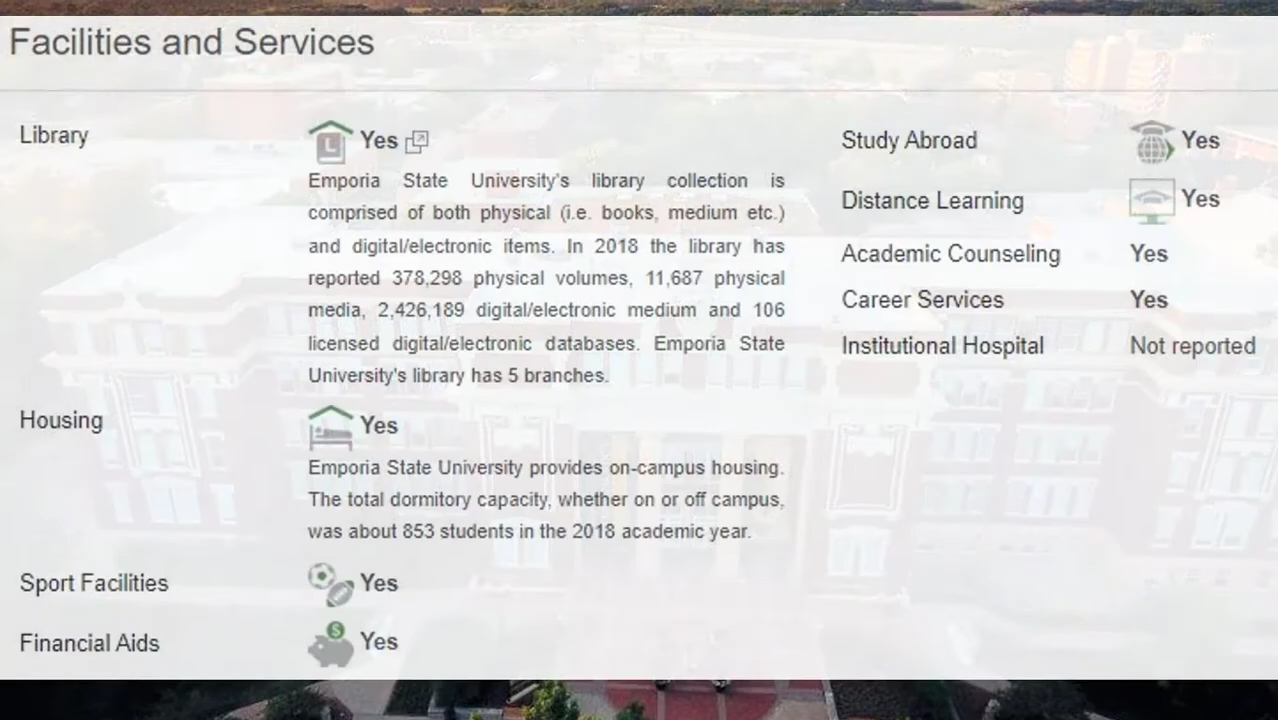 Facilities and Services
Library
Yes
Emporia State University's library collection is
comprised of both physical (i.e. books, medium etc.)
and digital/electronic items. In 2018 the library has
reported 378,298 physical volumes, 11,687 physical
media, 2,426,189 digital/electronic medium and 106
licensed digital/electronic databases. Emporia State
University's library has 5 branches.
Housing
Yes
Emporia State University provides on-campus housing.
The total dormitory capacity, whether on or off campus,
was about 853 students in the 2018 academic year.
Sport Facilities
Yes
Financial Aids
Yes
Study Abroad
Yes
Distance Learning
Yes
Academic Counseling
Yes
Career Services
Yes
Institutional Hospital
Not reported